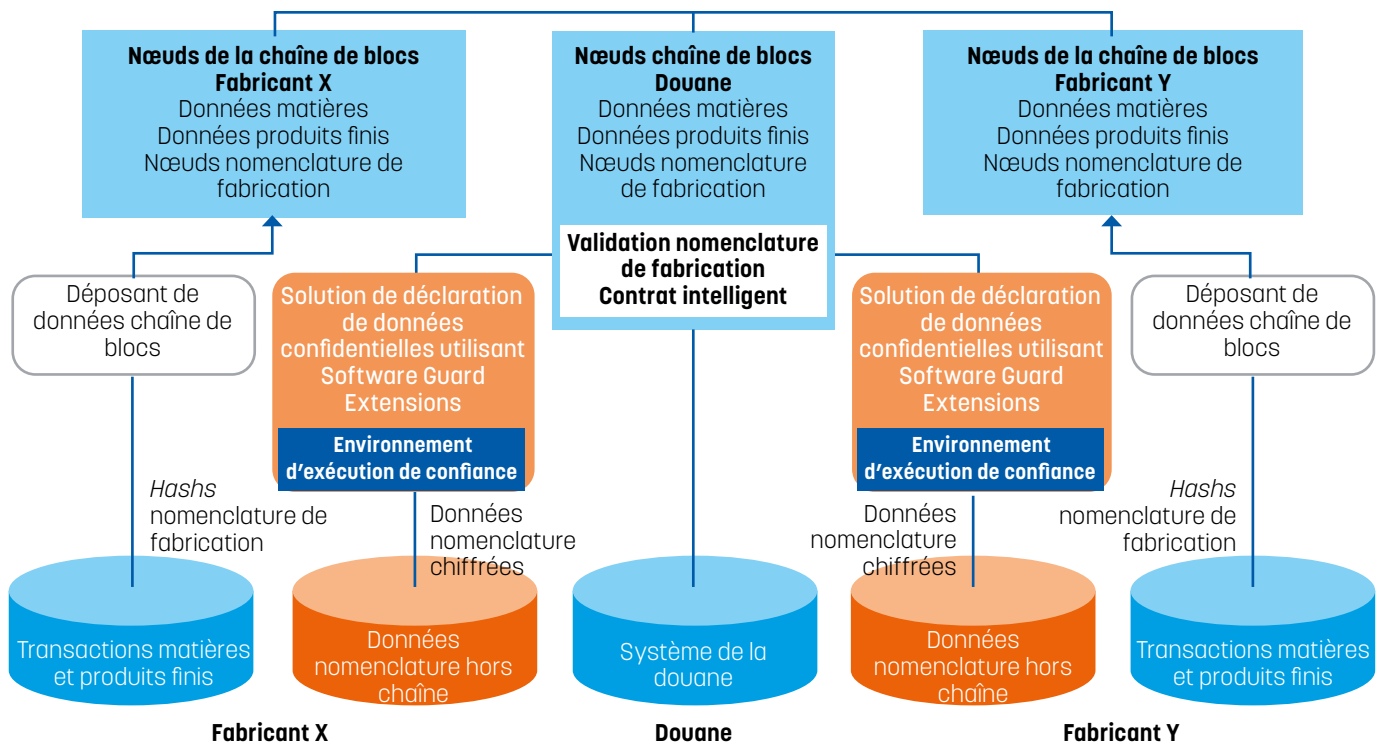 Nœuds de la chaîne de blocs
Fabricant X
Données matières
Données produits finis
Nœuds nomenclature de
fabrication
Nœuds chaîne de blocs
Douane
Données matières
Données produits finis
Nœuds nomenclature
de fabrication
Validation nomenclature
de fabrication
Contrat intelligent
Nœuds de la chaîne de blocs
Fabricant Y
Données matières
Données produits finis
Nœuds nomenclature de
fabrication
Déposant de
données chaîne de
blocs
Solution de déclaration
de données
confidentielles utilisant
Software Guard
Extensions
Environnement
d'exécution de confiance
Solution de déclaration
de données
confidentielles utilisant
Software Guard
Extensions
Environnement
d'exécution de confiance
Déposant de
données chaîne de
blocs
Hashs
nomenclature de
fabrication
Données
nomenclature
chiffrées
Données
nomenclature
chiffrées
Hashs
nomenclature de
fabrication
Transactions matières
et produits finis
Données
nomenclature hors
chaîne
Système de la
douane
Données
nomenclature hors
chaîne
Transactions matières
et produits finis
Fabricant X
Douane
Fabricant Y